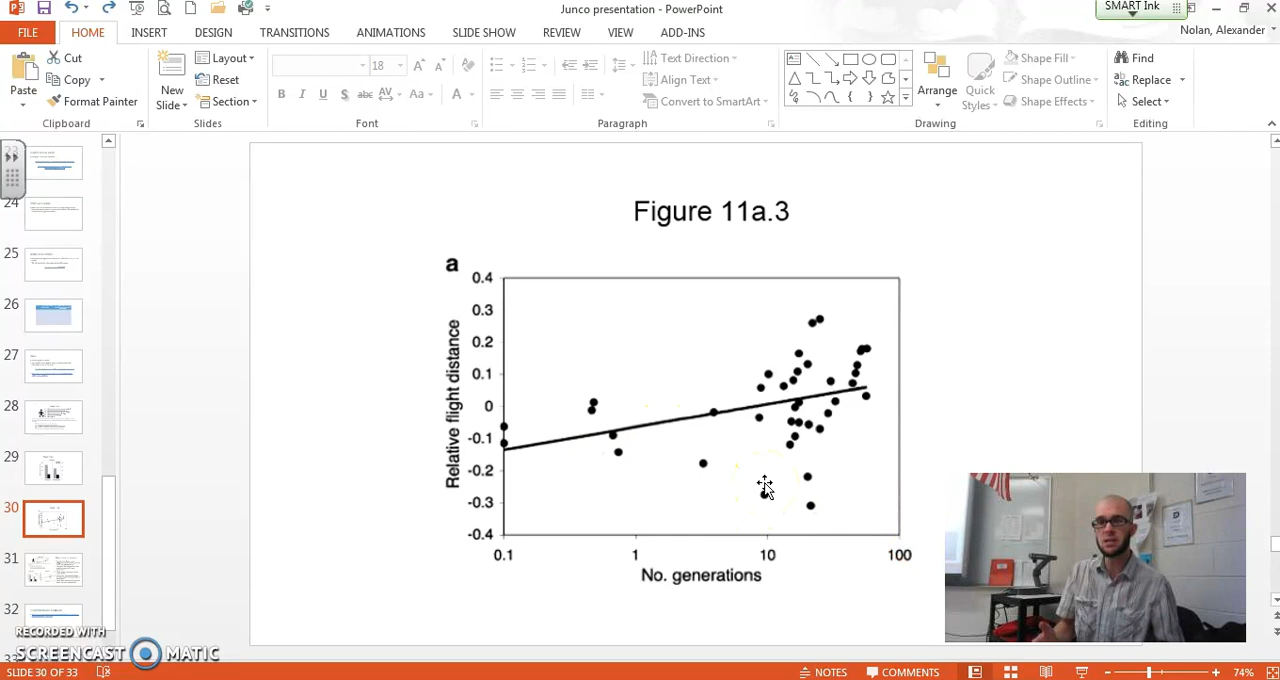 Junco presentation - PowerPoint
SMART Ink
FILE HOME INSERT DESIGN TRANSITIONS ANIMATIONS SLIDE SHOW REVIEW VIEW ADD-INS
Nolan, Alexander
Paste
Cut
Copy
Format Painter
Clipboard
New
Slide
Layout
Reset
Section
Slides
18
B I U S abc AV Aa A
Font
Text Direction
Align Text
Convert to SmartArt
Paragraph
Arrange
Quick
Styles
Shape Fill
Shape Outline
Shape Effects
Drawing
Find
Replace
Select
Editing
24
25
26
27
28
29
30
31
32
Figure 11a.3
a
Relative flight distance
0.4
0.3
0.2
0.1
0
-0.1
-0.2
-0.3
-0.4
0.1 1 10 100
No. generations
RECORDED WITH
SCREENCAST MATIC
SLIDE 30 OF 33
NOTES
COMMENTS
74%